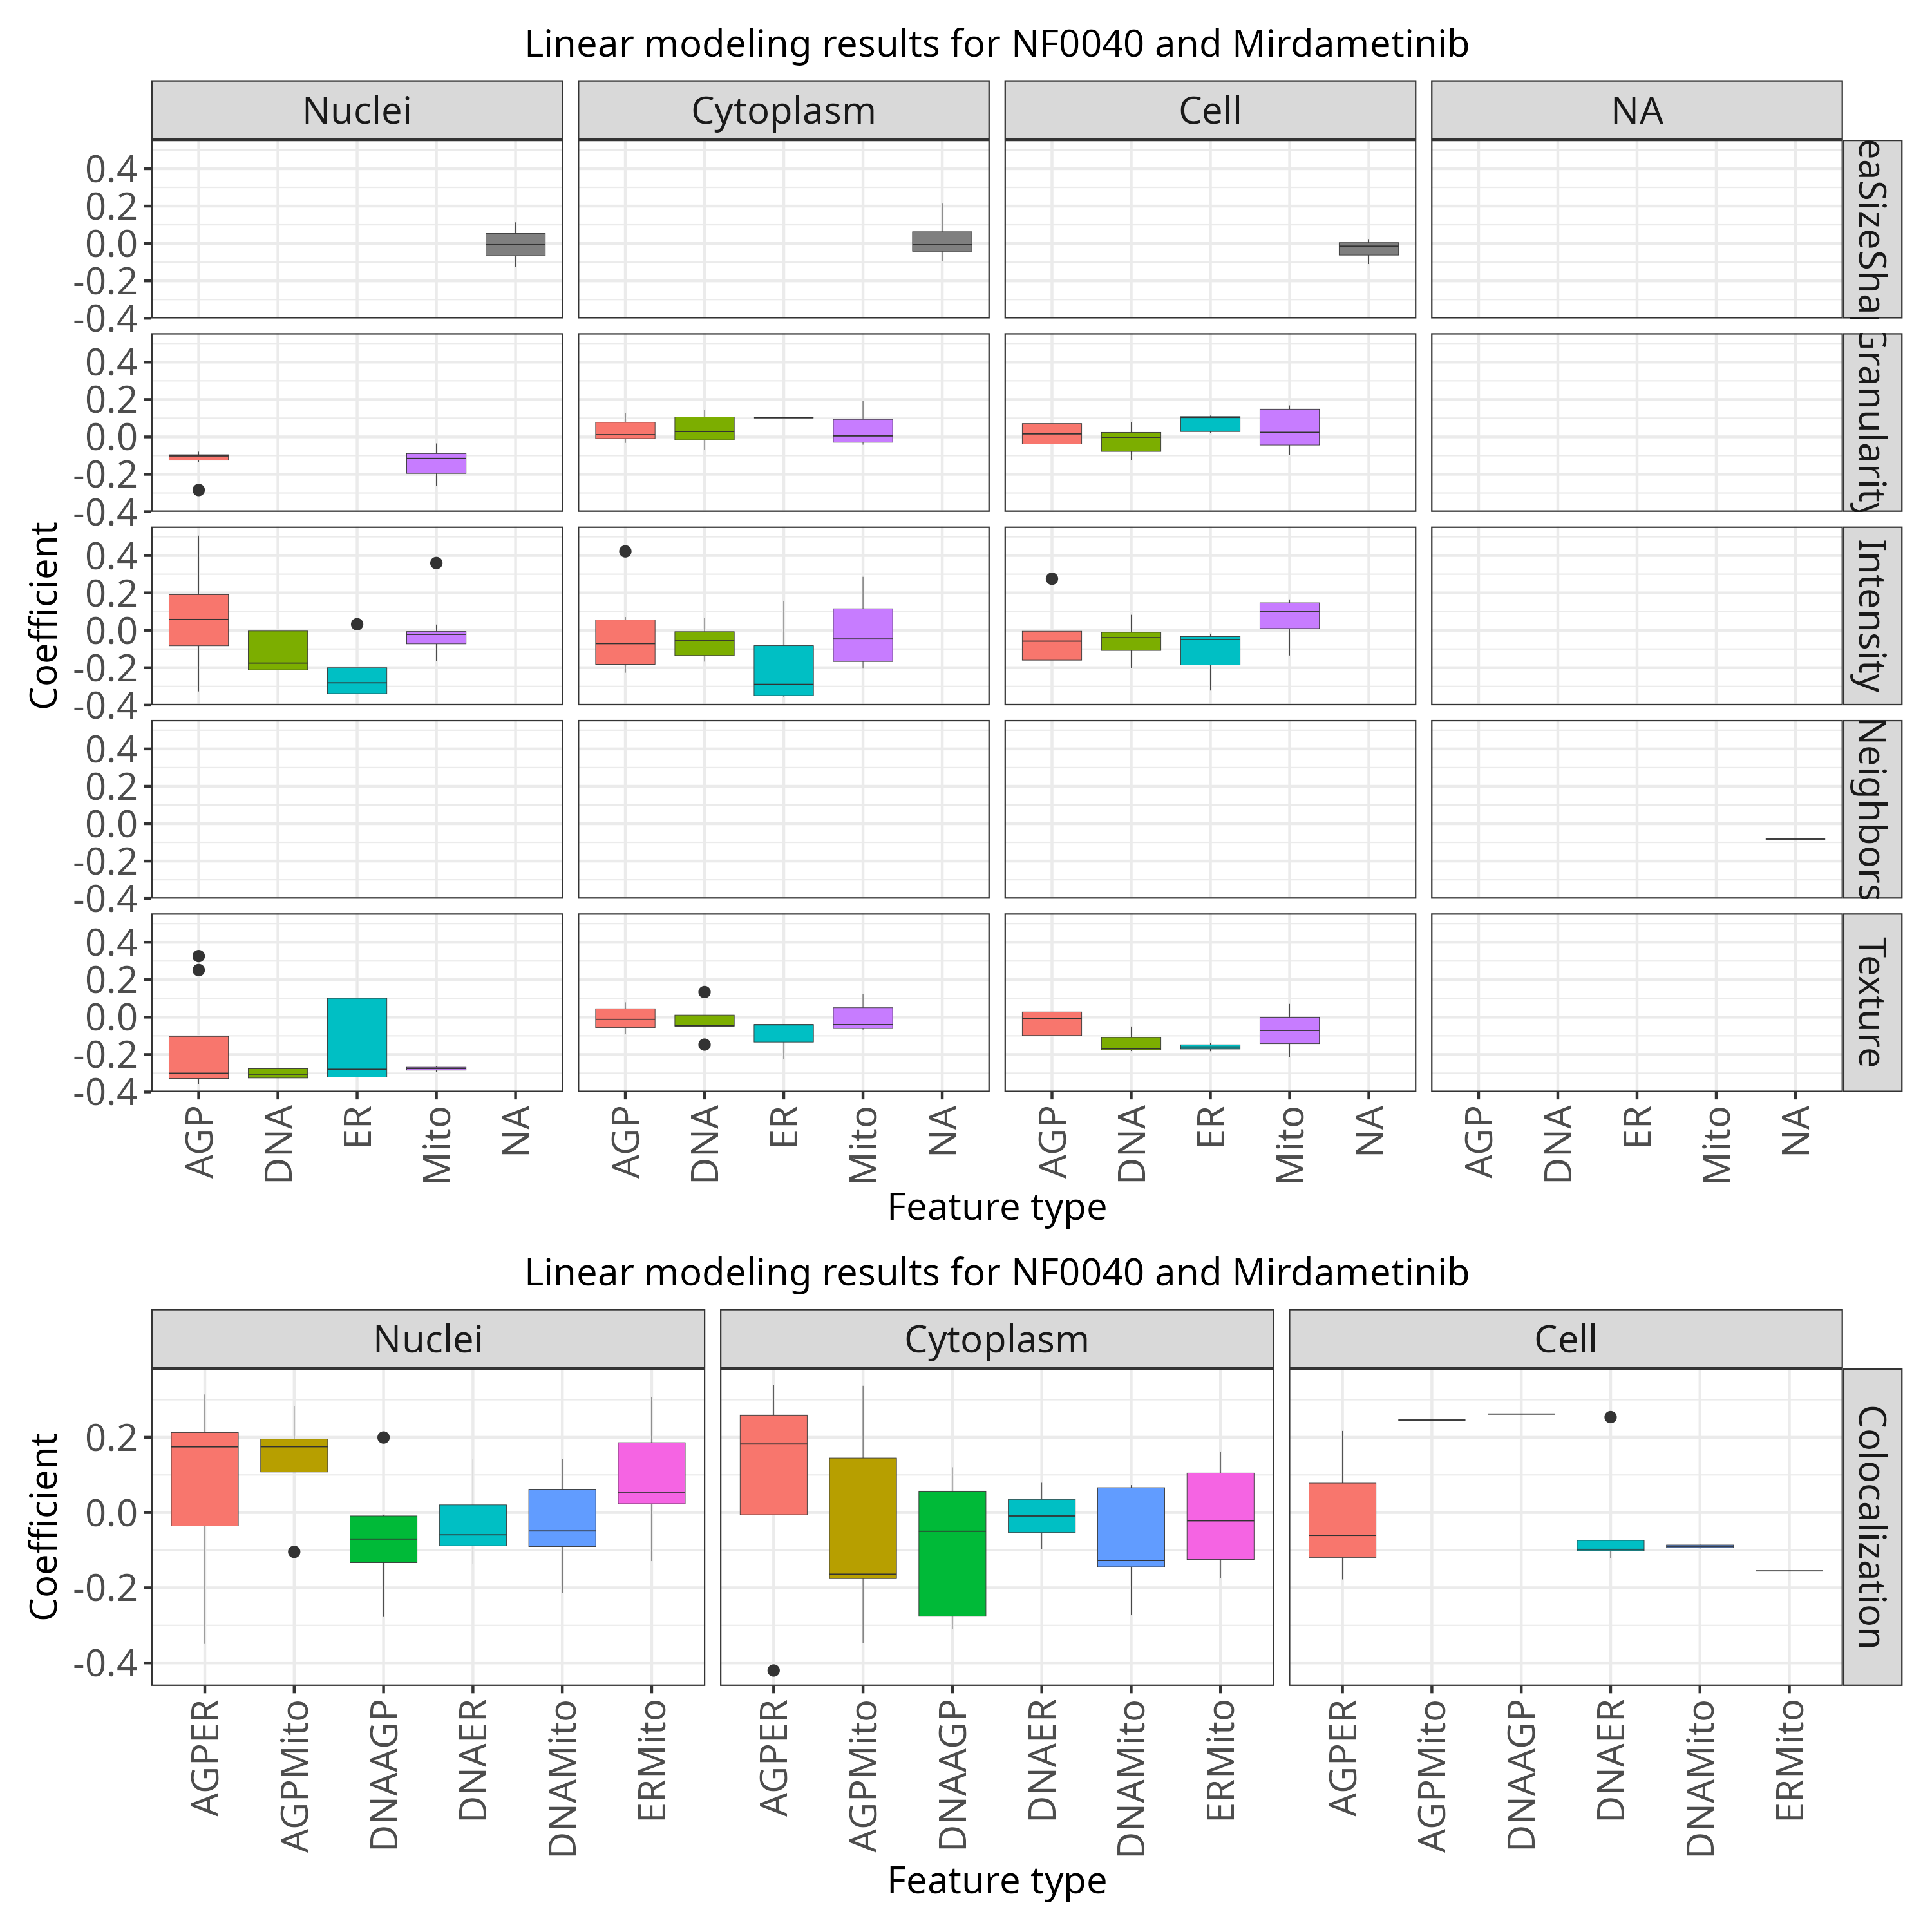 Linear modeling results for NF0040 and Mirdametinib
Nuclei Cytoplasm Cell NA
0.4
0.2
0.0
-0.2
-0.4
eaSizeSha
0.4
0.2
0.0
-0.2
-0.4
Granularity
0.4
0.2
0.0
-0.2
-0.4
Intensity
0.4
0.2
0.0
-0.2
-0.4
Neighbors
0.4
0.2
0.0
-0.2
-0.4
Texture
Coefficient
AGP DNA ER Mito NA AGP DNA ER Mito NA AGP DNA ER Mito NA AGP DNA ER Mito NA
Feature type
Linear modeling results for NF0040 and Mirdametinib
Nuclei Cytoplasm Cell
0.2
0.0
-0.2
-0.4
Colocalization
Coefficient
AGPER AGPMito DNAAGP DNAER DNAMito ERMito AGPER AGPMito DNAAGP DNAER DNAMito ERMito AGPER AGPMito DNAAGP DNAER DNAMito ERMito
Feature type